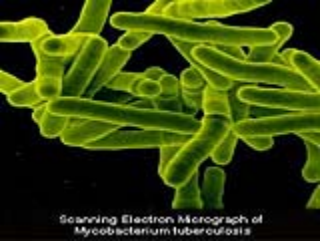 Scanning Electron Micrograph of
Mycobacterium tuberculosis